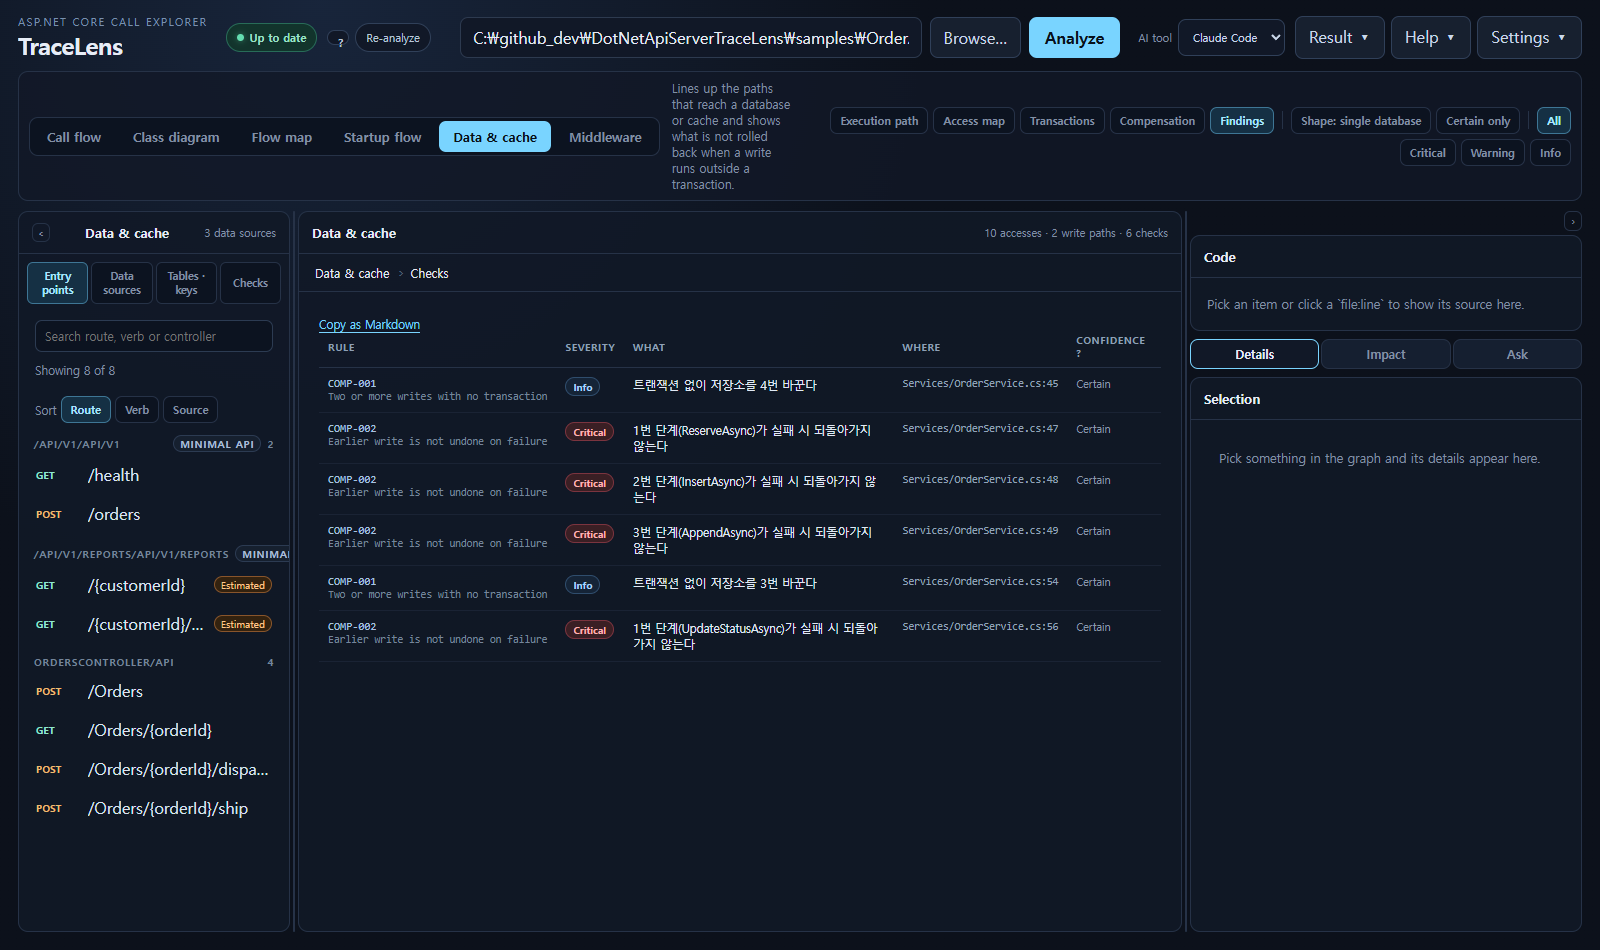 ASP.NET CORE CALL EXPLORER
TraceLens
Up to date
?
Re-analyze
C:₩github_dev₩DotNetApiServerTraceLens₩samples₩Order.
Browse...
Analyze
AI tool
Claude Code
Result ▼
Help ▼
Settings ▼
Call flow
Class diagram
Flow map
Startup flow
Data & cache
Middleware
Lines up the paths
that reach a database
or cache and shows
what is not rolled
back when a write
runs outside a
transaction.
Execution path
Access map
Transactions
Compensation
Findings
Shape: single database
Certain only
All
Critical
Warning
Info
‹
Data & cache
3 data sources
Entry
points
Data
sources
Tables ·
keys
Checks
Search route, verb or controller
Showing 8 of 8
Sort
Route
Verb
Source
/API/V1/API/V1
MINIMAL API
2
GET /health
POST /orders
/API/V1/REPORTS/API/V1/REPORTS
MINIMA
GET /{customerId} Estimated
GET /{customerId}/... Estimated
ORDERSCONTROLLER/API
4
POST /Orders
GET /Orders/{orderId}
POST /Orders/{orderId}/dispa...
POST /Orders/{orderId}/ship
Data & cache
10 accesses · 2 write paths · 6 checks
Data & cache › Checks
Copy as Markdown
RULE SEVERITY WHAT WHERE CONFIDENCE
?
COMP-001
Two or more writes with no transaction
Info
트랜잭션 없이 저장소를 4번 바꾼다
Services/OrderService.cs:45
Certain
COMP-002
Earlier write is not undone on failure
Critical
1번 단계(ReserveAsync)가 실패 시 되돌아가지
않는다
Services/OrderService.cs:47
Certain
COMP-002
Earlier write is not undone on failure
Critical
2번 단계(InsertAsync)가 실패 시 되돌아가지 않
는다
Services/OrderService.cs:48
Certain
COMP-002
Earlier write is not undone on failure
Critical
3번 단계(AppendAsync)가 실패 시 되돌아가지
않는다
Services/OrderService.cs:49
Certain
COMP-001
Two or more writes with no transaction
Info
트랜잭션 없이 저장소를 3번 바꾼다
Services/OrderService.cs:54
Certain
COMP-002
Earlier write is not undone on failure
Critical
1번 단계(UpdateStatusAsync)가 실패 시 되돌아
가지 않는다
Services/OrderService.cs:56
Certain
›
Code
Pick an item or click a `file:line` to show its source here.
Details
Impact
Ask
Selection
Pick something in the graph and its details appear here.